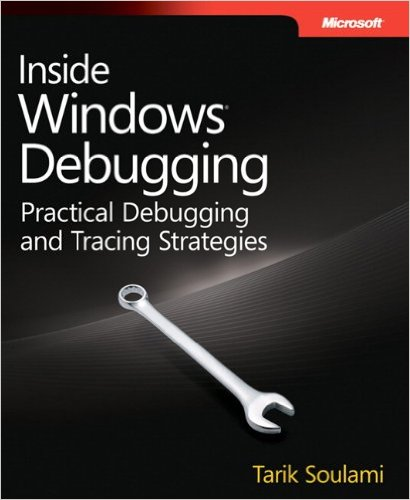 Microsoft®
Inside
Windows®
Debugging
Practical Debugging
and Tracing Strategies
Tarik Soulami